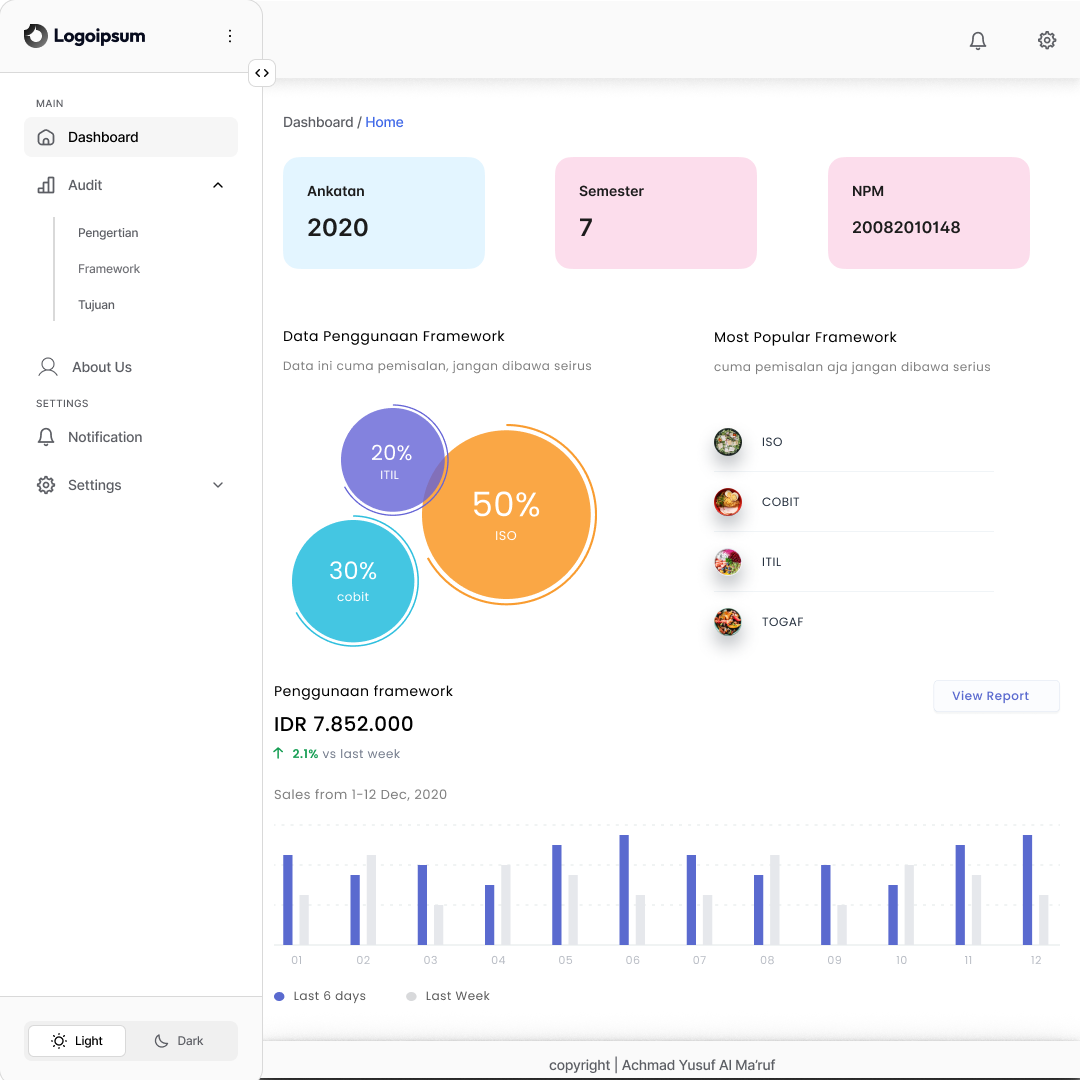 Logoipsum
MAIN
Dashboard
Audit
Pengertian
Framework
Tujuan
About Us
SETTINGS
Notification
Settings
Light
Dark
Dashboard / Home
Ankatan
2020
Semester
7
NPM
20082010148
Data Penggunaan Framework
Data ini cuma pemisalan, jangan dibawa seirus
20%
ITIL
50%
ISO
30%
cobit
Most Popular Framework
cuma pemisalan aja jangan dibawa serius
ISO
COBIT
ITIL
TOGAF
Penggunaan framework
IDR 7.852.000
2.1% vs last week
View Report
Sales from 1-12 Dec, 2020
01 02 03 04 05 06 07 08 09 10 11 12
Last 6 days
Last Week
copyright | Achmad Yusuf Al Ma'ruf